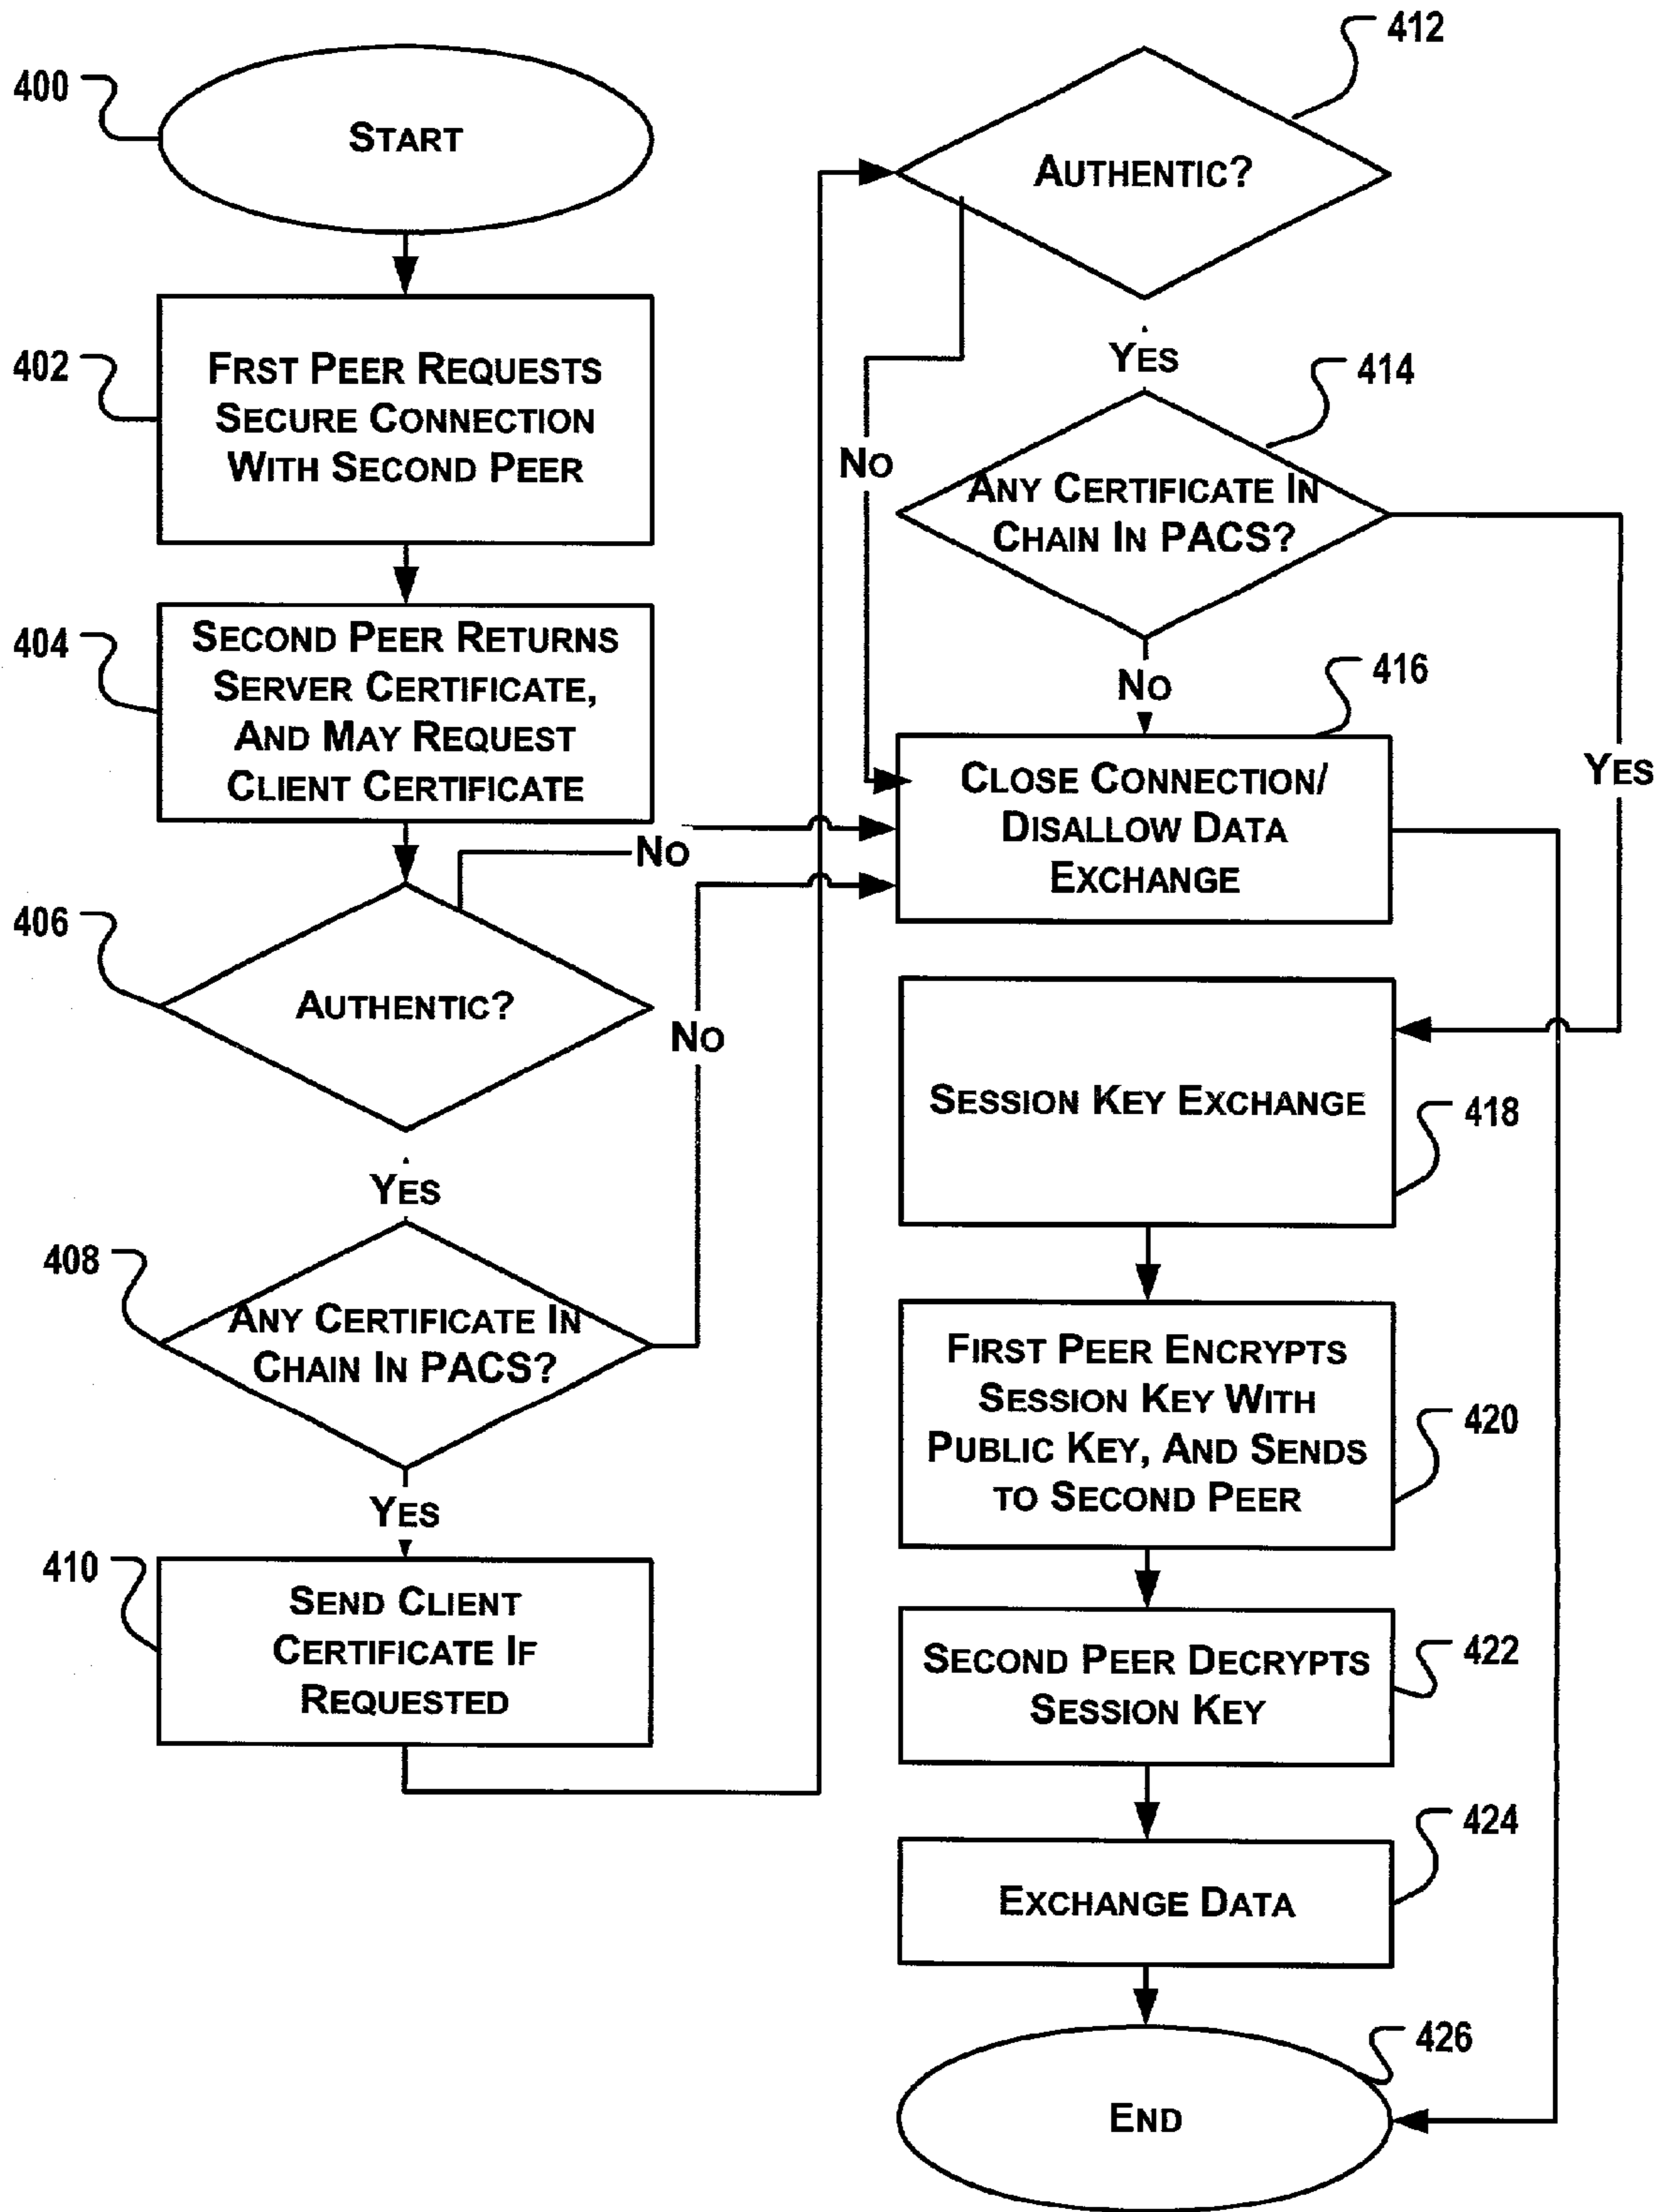 400
START
402
FRST PEER REQUESTS
SECURE CONNECTION
WITH SECOND PEER
404
SECOND PEER RETURNS
SERVER CERTIFICATE,
AND MAY REQUEST
CLIENT CERTIFICATE
NO
406
AUTHENTIC?
NO
YES
408
ANY CERTIFICATE IN
CHAIN IN PACS?
YES
410
SEND CLIENT
CERTIFICATE IF
REQUESTED
412
AUTHENTIC?
YES
414
NO
ANY CERTIFICATE IN
CHAIN IN PACS?
NO
416
YES
CLOSE CONNECTION/
DISALLOW DATA
EXCHANGE
SESSION KEY EXCHANGE
418
FIRST PEER ENCRYPTS
SESSION KEY WITH
PUBLIC KEY, AND SENDS
TO SECOND PEER
420
SECOND PEER DECRYPTS
SESSION KEY
422
424
EXCHANGE DATA
426
END